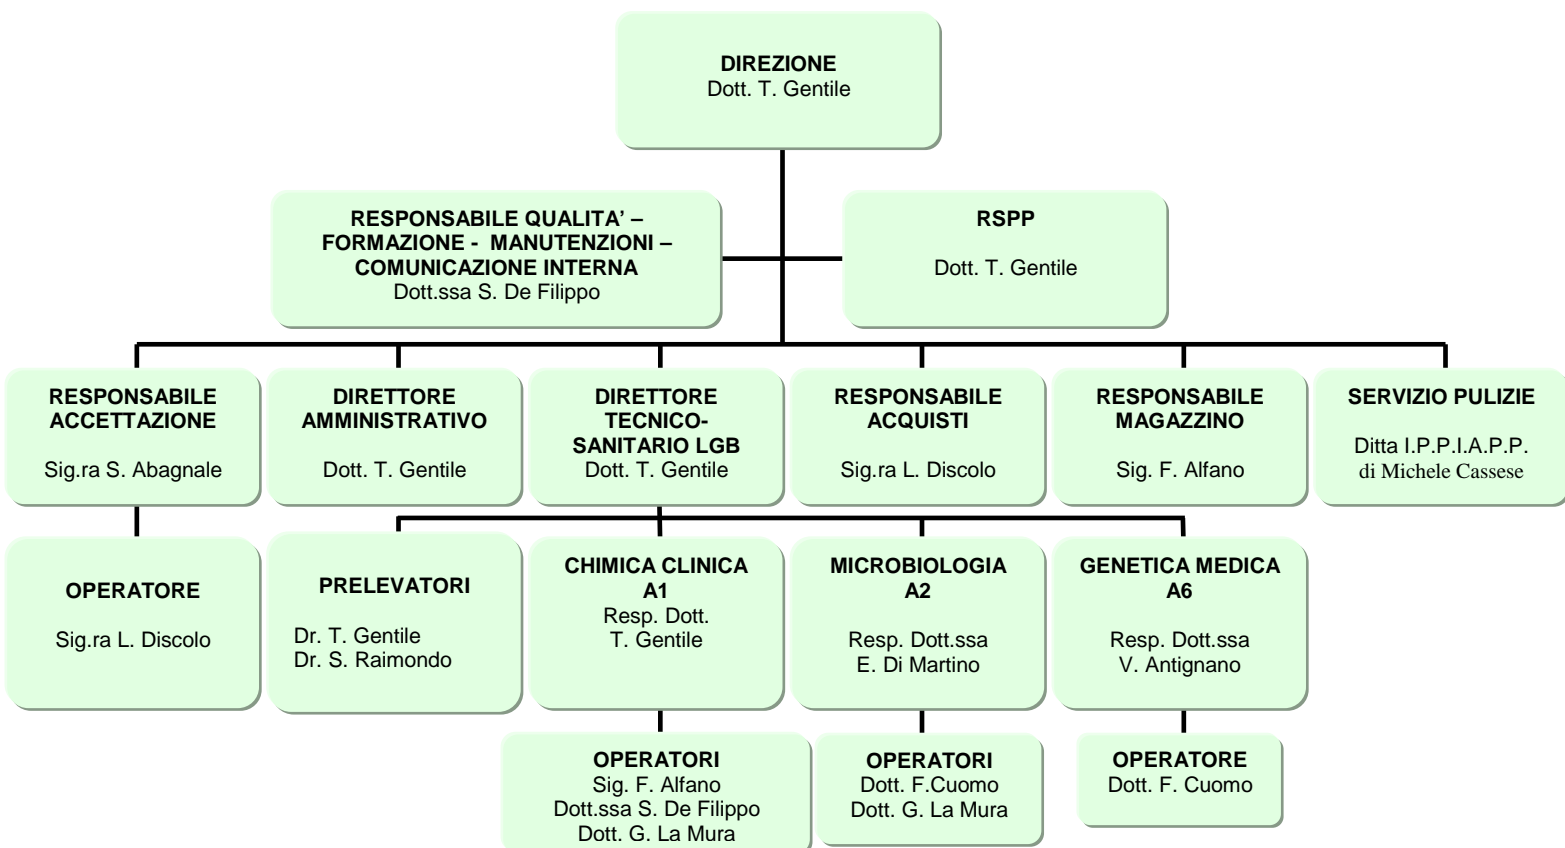 DIREZIONE
Dott. T. Gentile
RESPONSABILE QUALITA’ –
FORMAZIONE - MANUTENZIONI –
COMUNICAZIONE INTERNA
Dott.ssa S. De Filippo
RSPP
Dott. T. Gentile
RESPONSABILE
ACCETTAZIONE
Sig.ra S. Abagnale
DIRETTORE
AMMINISTRATIVO
Dott. T. Gentile
DIRETTORE
TECNICO-
SANITARIO LGB
Dott. T. Gentile
RESPONSABILE
ACQUISTI
Sig.ra L. Discolo
RESPONSABILE
MAGAZZINO
Sig. F. Alfano
SERVIZIO PULIZIE
Ditta I.P.P.I.A.P.P.
di Michele Cassese
OPERATORE
Sig.ra L. Discolo
PRELEVATORI
Dr. T. Gentile
Dr. S. Raimondo
CHIMICA CLINICA
A1
Resp. Dott.
T. Gentile
MICROBIOLOGIA
A2
Resp. Dott.ssa
E. Di Martino
GENETICA MEDICA
A6
Resp. Dott.ssa
V. Antignano
OPERATORI
Sig. F. Alfano
Dott.ssa S. De Filippo
Dott. G. La Mura
OPERATORI
Dott. F.Cuomo
Dott. G. La Mura
OPERATORE
Dott. F. Cuomo